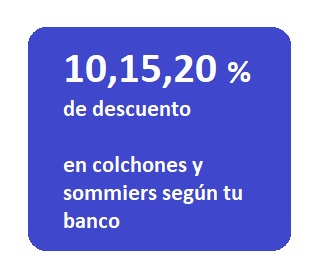 10,15,20 %
de descuento
en colchones y
sommiers según tu
banco